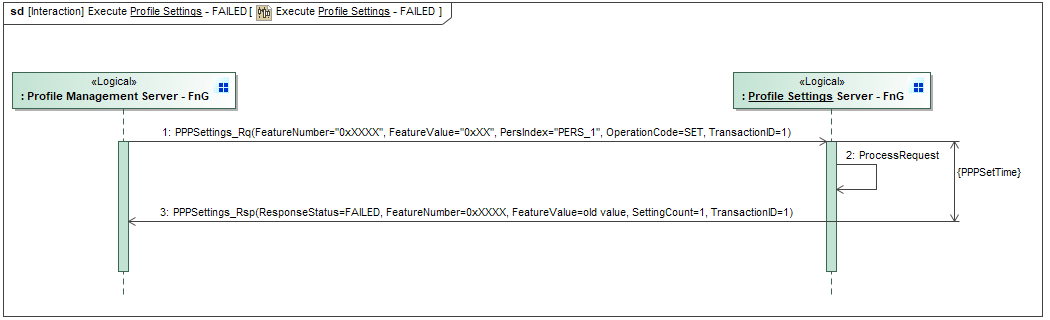 sd [Interaction] Execute Profile Settings - FAILED [ Execute Profile Settings - FAILED ]
«Logical»
: Profile Management Server - FnG
«Logical»
: Profile Settings Server - FnG
1: PPPSettings_Rq(FeatureNumber="0xXXXX", FeatureValue="0xXX", PersIndex="PERS_1", OperationCode=SET, TransactionID=1)
2: ProcessRequest
{PPPSetTime}
3: PPPSettings_Rsp(ResponseStatus=FAILED, FeatureNumber=0xXXXX, FeatureValue=old value, SettingCount=1, TransactionID=1)